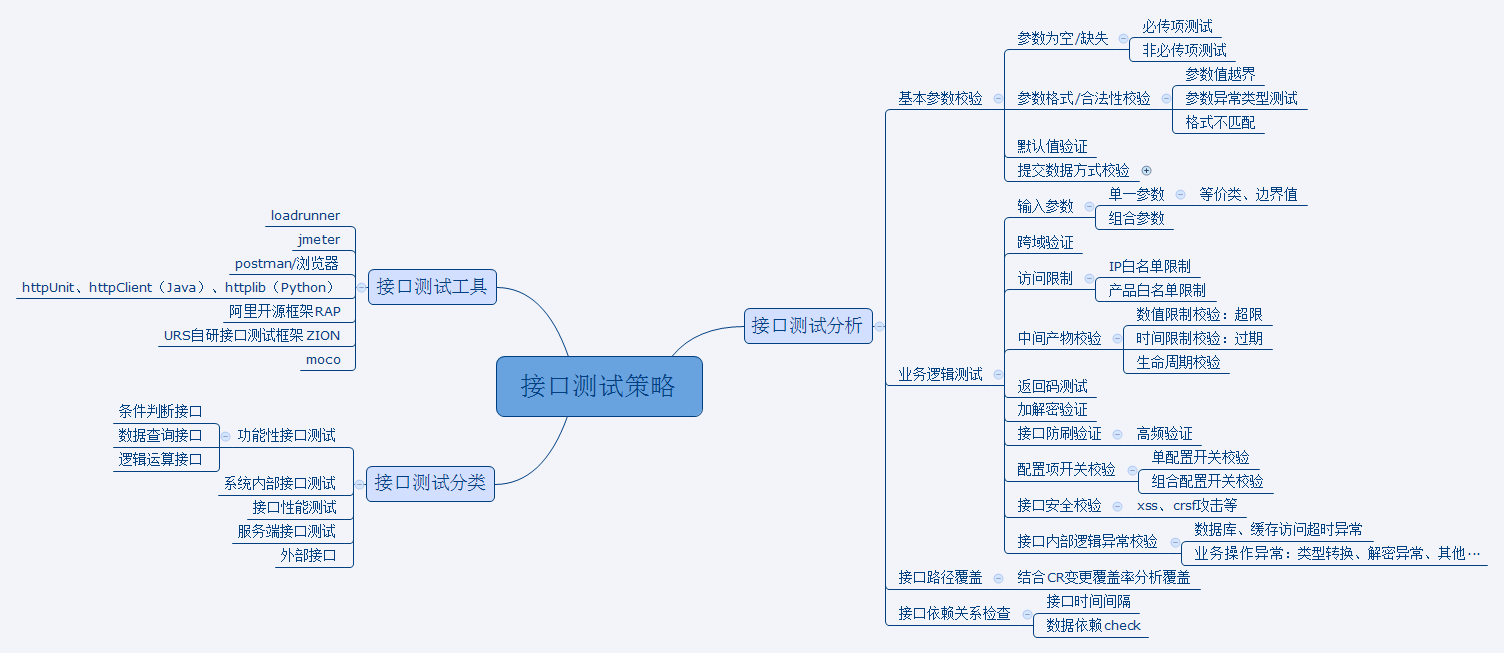 接口测试策略
接口测试工具
loadrunner
jmeter
postman/浏览器
httpUnit、httpClient（Java）、httplib（Python）
阿里开源框架RAP
URS自研接口测试框架 ZION
moco
接口测试分类
功能性接口测试
条件判断接口
数据查询接口
逻辑运算接口
系统内部接口测试
接口性能测试
服务端接口测试
外部接口
接口测试分析
基本参数校验
参数为空/缺失
必传项测试
非必传项测试
参数格式/合法性校验
参数值越界
参数异常类型测试
格式不匹配
默认值验证
提交数据方式校验
业务逻辑测试
输入参数
单一参数
等价类、边界值
组合参数
跨域验证
访问限制
IP白名单限制
产品白名单限制
中间产物校验
数值限制校验：超限
时间限制校验：过期
生命周期校验
返回码测试
加解密验证
接口防刷验证
高频验证
配置项开关校验
单配置开关校验
组合配置开关校验
接口安全校验
xss、crsf攻击等
接口内部逻辑异常校验
数据库、缓存访问超时异常
业务操作异常：类型转换、解密异常、其他…
接口路径覆盖
结合CR变更覆盖率分析覆盖
接口依赖关系检查
接口时间间隔
数据依赖check